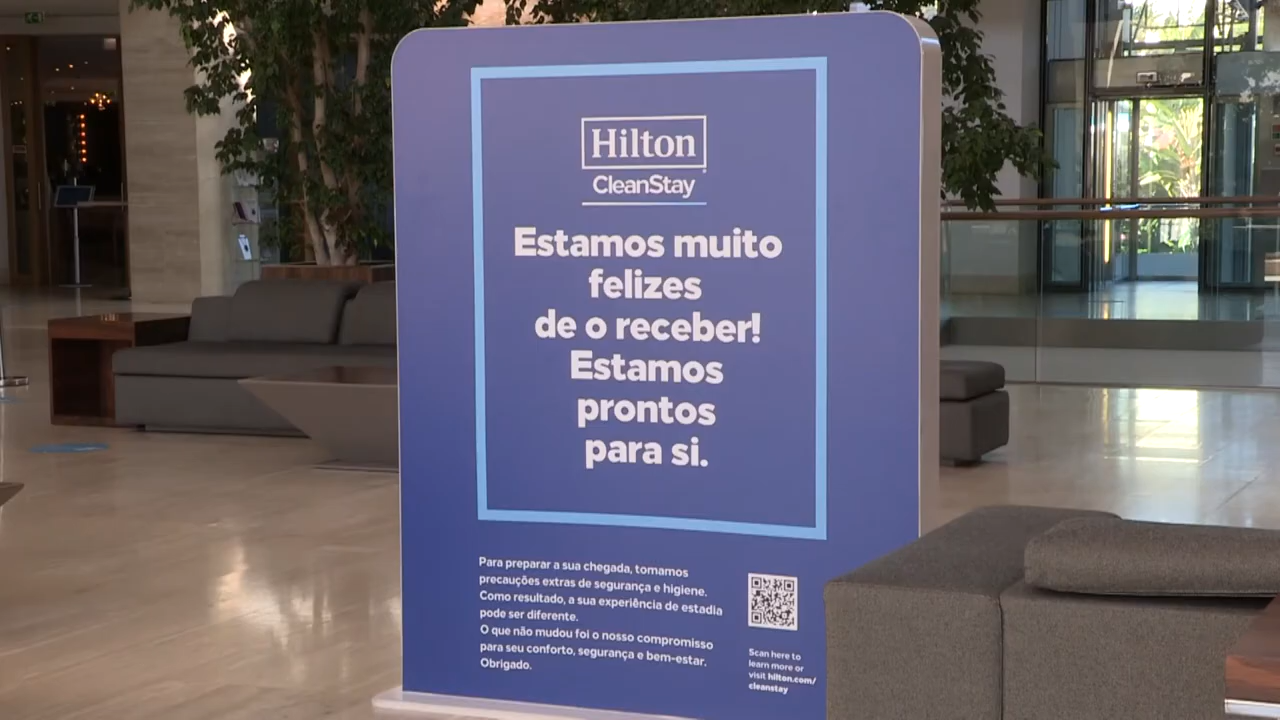 Hilton
CleanStay
Estamos muito
felizes
de o receber!
Estamos
prontos
para si.
Para preparar a sua chegada, tomamos
precauções extras de segurança e higiene.
Como resultado, a sua experiência de estadia
pode ser diferente.
O que não mudou foi o nosso compromisso
para seu conforto, segurança e bem-estar.
Obrigado.
Scan here to
learn more or
visit hilton.com/
cleanstay